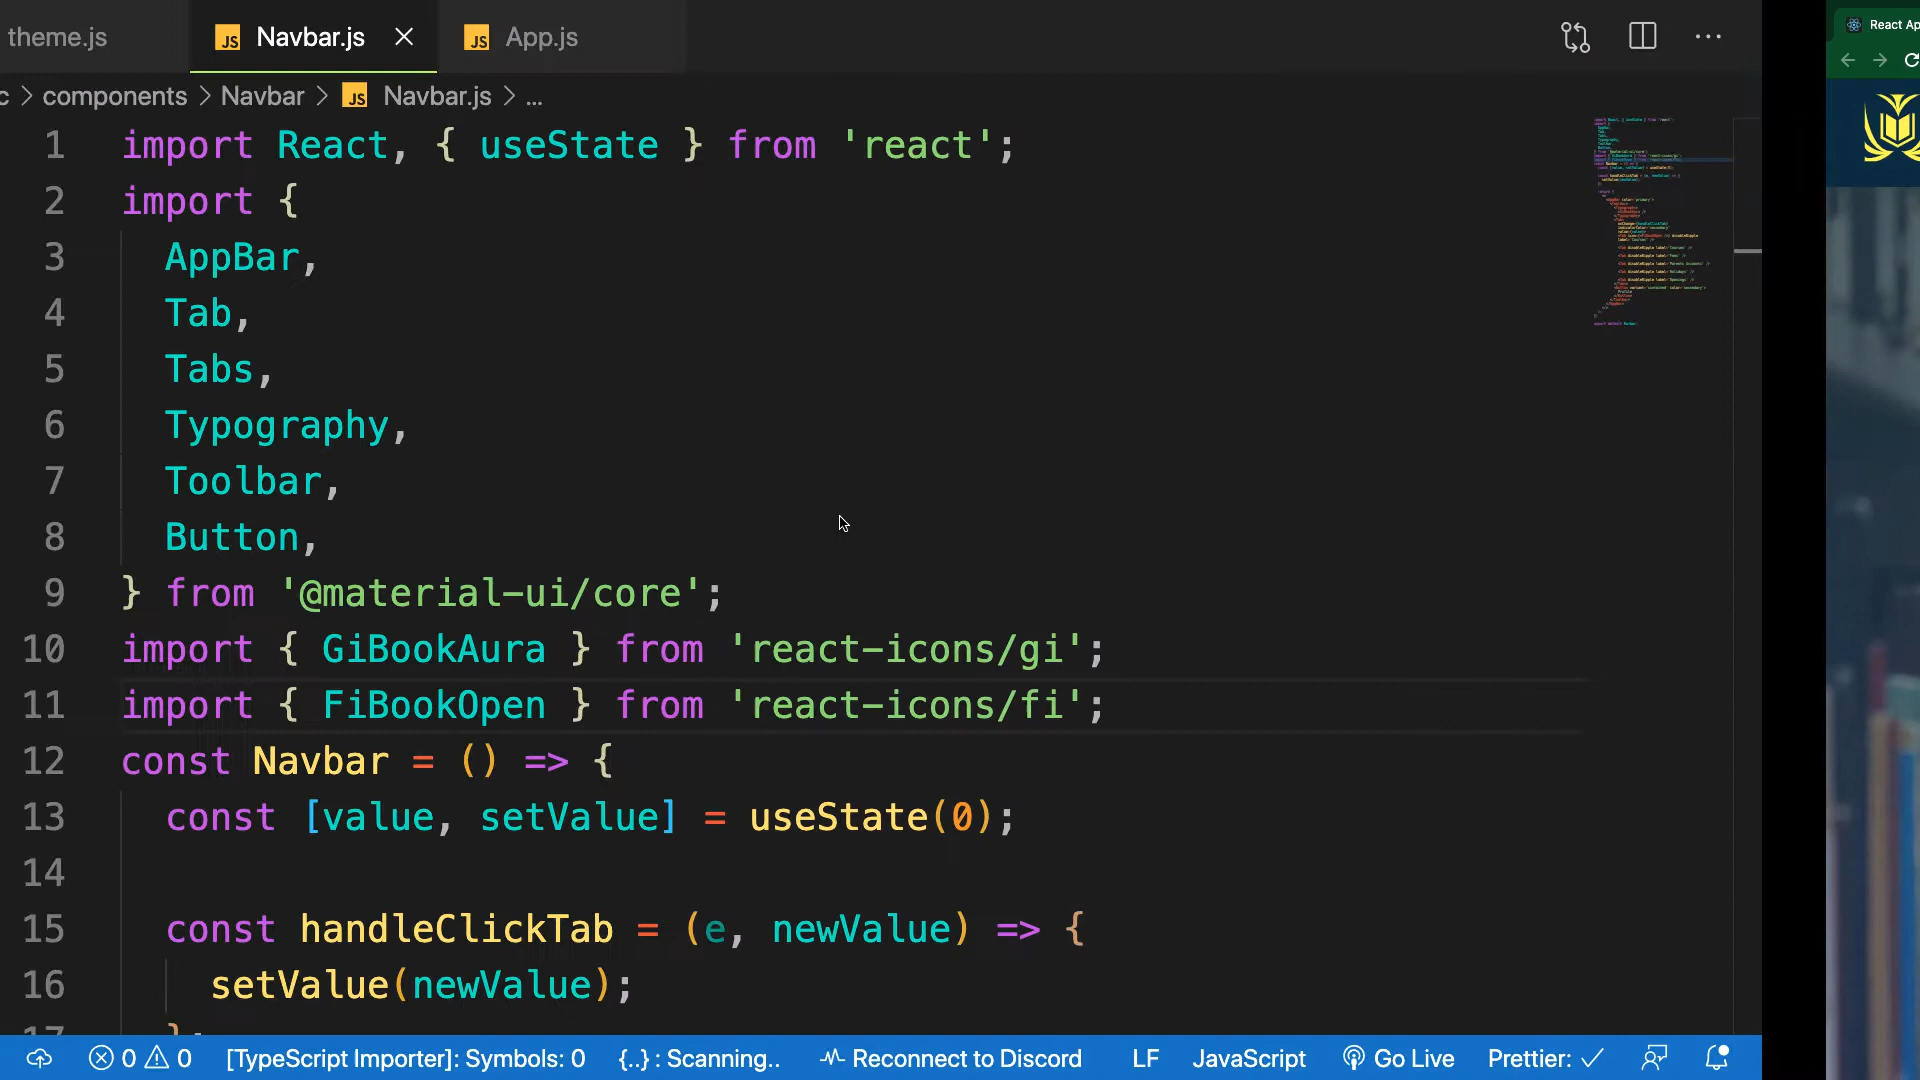 theme.js
Navbar.js
App.js
c > components > Navbar > JS Navbar.js > ...
1 import React, { useState } from 'react';
2 import {
3 AppBar,
4 Tab,
5 Tabs,
6 Typography,
7 Toolbar,
8 Button,
9 } from '@material-ui/core';
10 import { GiBookAura } from 'react-icons/gi';
11 import { FiBookOpen } from 'react-icons/fi';
12 const Navbar = () => {
13 const [value, setValue] = useState(0);
14
15 const handleClickTab = (e, newValue) => {
16 setValue(newValue);
17 };
0 0 [TypeScript Importer]: Symbols: 0 {..} : Scanning.. Reconnect to Discord LF JavaScript Go Live Prettier: ✓
React Ap